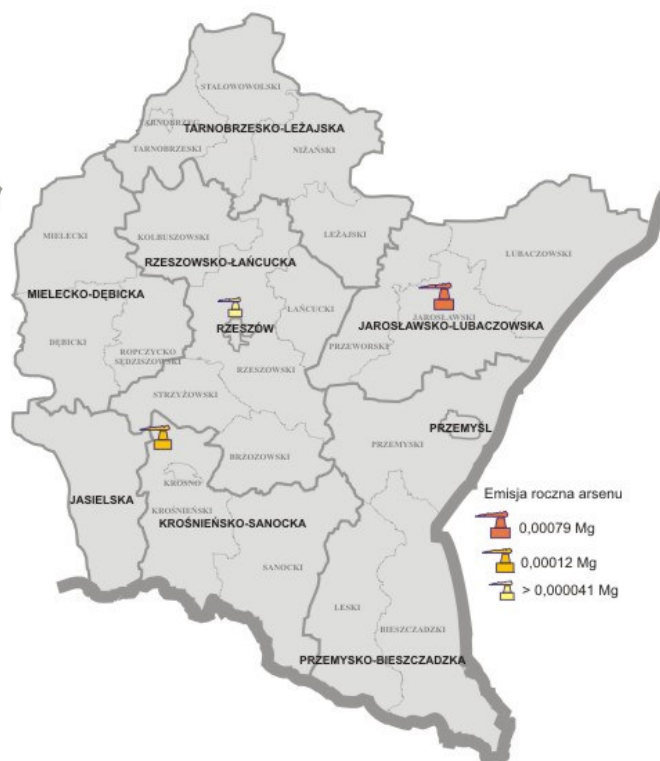 STALOWOWOLSKI
TARNOBRZEG
TARNOBRZESKO-LEŻAJSKA
TARNOBRZESKI
NIŻAŃSKI
MIELECKI
KOLBUSZOWSKI
LEŻAJSKI
LUBACZOWSKI
RZESZOWSKO-ŁAŃCUCKA
MIELECKO-DĘBICKA
ŁAŃCUCKI
JAROSŁAWSKI
RZESZÓW
JAROSŁAWSKO-LUBACZOWSKA
DĘBICKI
PRZEWORSKI
ROPCZYCKO
SĘDZISZOWSKI
RZESZOWSKI
STRZYŻOWSKI
PRZEMYŚL
PRZEMYSKI
BRZOZOWSKI
KROSNO
JASIELSKA
KROŚNIEŃSKI
KROŚNIEŃSKO-SANOCKA
SANOCKI
LESKI
BIESZCZADZKI
PRZEMYSKO-BIESZCZADZKA
Emisja roczna arsenu
0,00079 Mg
0,00012 Mg
> 0,000041 Mg